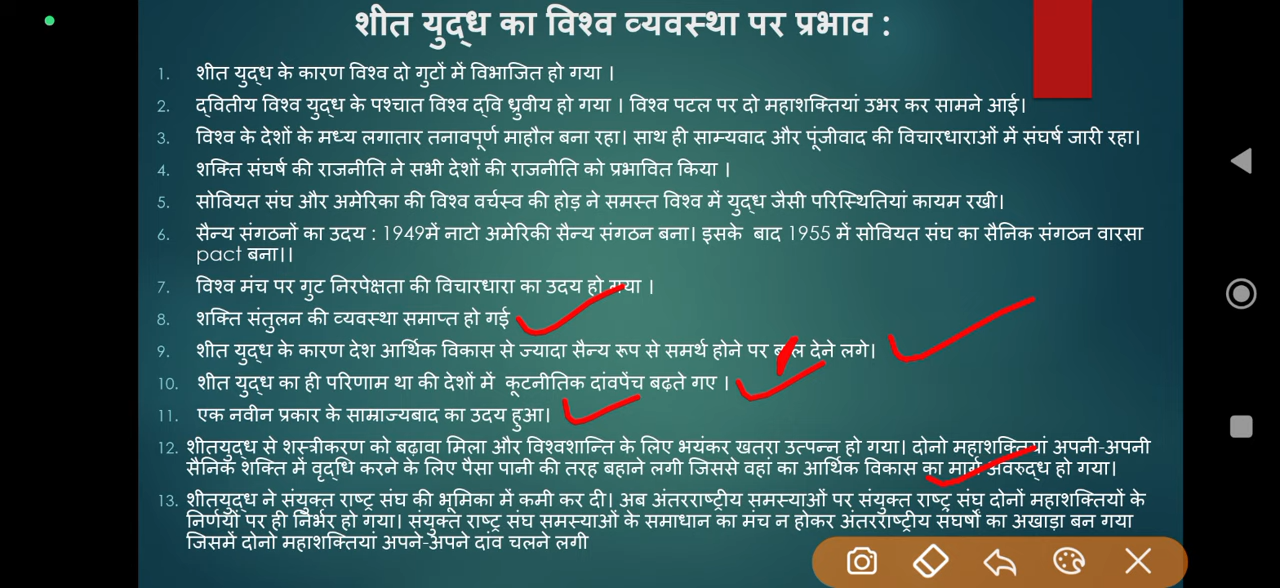 शीत युद्ध का विश्व व्यवस्था पर प्रभाव :
1. शीत युद्ध के कारण विश्व दो गुटों में विभाजित हो गया ।
2. द्वितीय विश्व युद्ध के पश्चात विश्व द्वि ध्रुवीय हो गया । विश्व पटल पर दो महाशक्तियां उभर कर सामने आई।
3. विश्व के देशों के मध्य लगातार तनावपूर्ण माहौल बना रहा। साथ ही साम्यवाद और पूंजीवाद की विचारधाराओं में संघर्ष जारी रहा।
4. शक्ति संघर्ष की राजनीति ने सभी देशों की राजनीति को प्रभावित किया ।
5. सोवियत संघ और अमेरिका की विश्व वर्चस्व की होड़ ने समस्त विश्व में युद्ध जैसी परिस्थितियां कायम रखी।
6. सैन्य संगठनों का उदय : 1949में नाटो अमेरिकी सैन्य संगठन बना। इसके बाद 1955 में सोवियत संघ का सैनिक संगठन वारसा
pact बना।।
7. विश्व मंच पर गुट निरपेक्षता की विचारधारा का उदय हो गया ।
8. शक्ति संतुलन की व्यवस्था समाप्त हो गई
9. शीत युद्ध के कारण देश आर्थिक विकास से ज्यादा सैन्य रूप से समर्थ होने पर बल देने लगे।
10. शीत युद्ध का ही परिणाम था की देशों में कूटनीतिक दांवपेंच बढ़ते गए ।
11. एक नवीन प्रकार के साम्राज्यबाद का उदय हुआ।
12. शीतयुद्ध से शस्त्रीकरण को बढ़ावा मिला और विश्वशान्ति के लिए भयंकर खतरा उत्पन्न हो गया। दोनो महाशक्तियां अपनी-अपनी
सैनिक शक्ति में वृद्धि करने के लिए पैसा पानी की तरह बहाने लगी जिससे वहां का आर्थिक विकास का मार्ग अवरुद्ध हो गया।
13. शीतयुद्ध ने संयुक्त राष्ट्र संघ की भूमिका में कमी कर दी। अब अंतरराष्ट्रीय समस्याओं पर संयुक्त राष्ट्र संघ दोनों महाशक्तियों के
निर्णयों पर ही निर्भर हो गया। संयुक्त राष्ट्र संघ समस्याओं के समाधान का मंच न होकर अंतरराष्ट्रीय संघर्षों का अखाड़ा बन गया
जिसमें दोनो महाशक्तियां अपने-अपने दांव चलने लगी